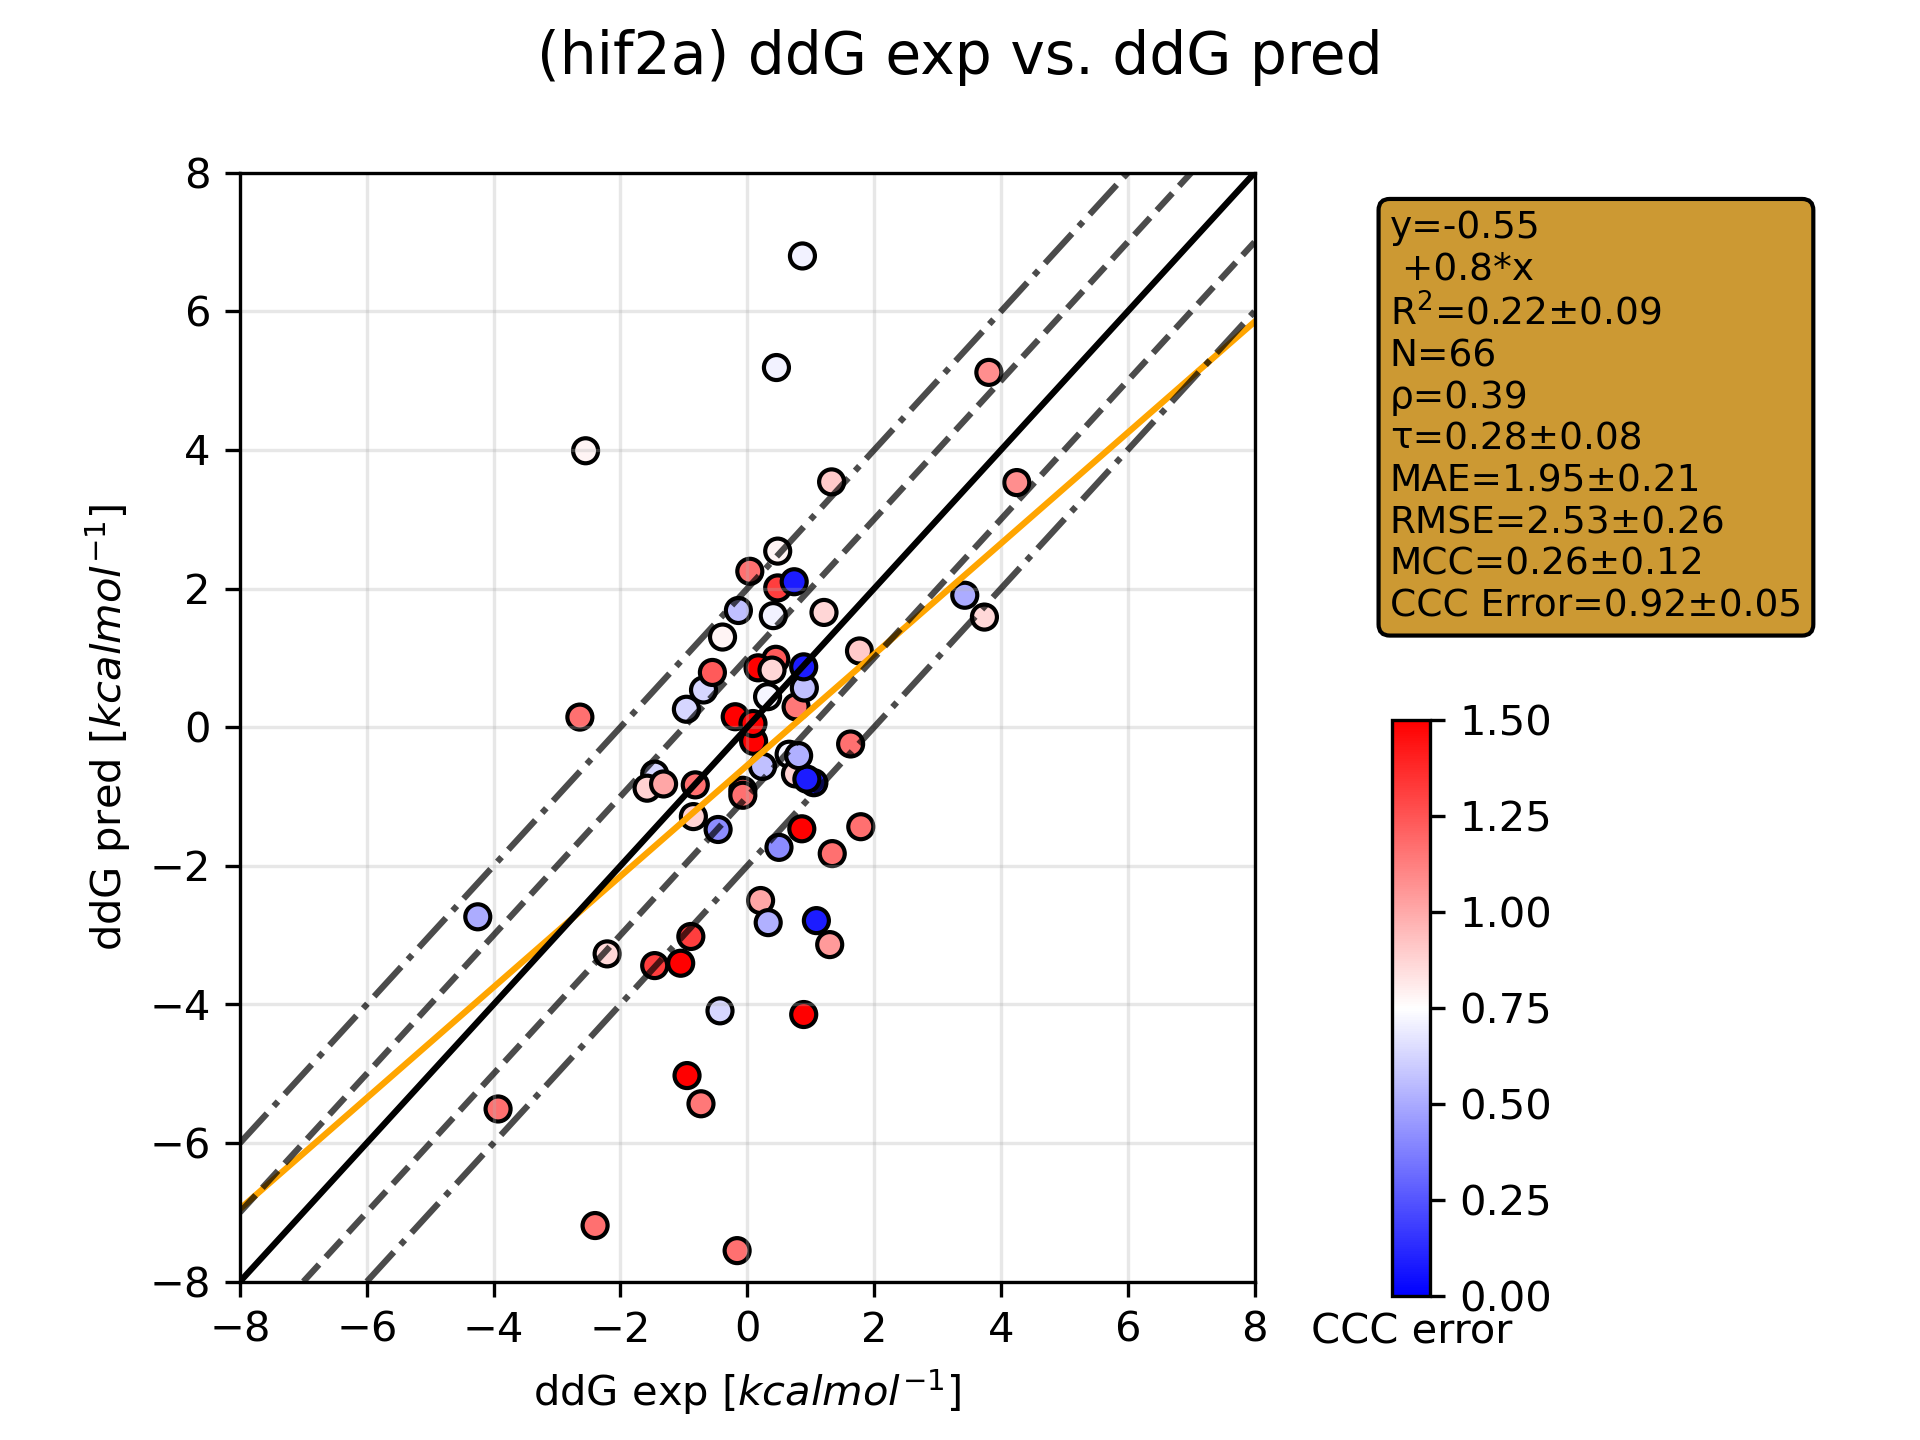 (hif2a) ddG exp vs. ddG pred
8
6
4
2
0
−2
−4
−6
−8
ddG pred [kcalmol⁻¹]
−8 −6 −4 −2 0 2 4 6 8
ddG exp [kcalmol⁻¹]
y=-0.55
+0.8*x
R²=0.22±0.09
N=66
ρ=0.39
τ=0.28±0.08
MAE=1.95±0.21
RMSE=2.53±0.26
MCC=0.26±0.12
CCC Error=0.92±0.05
1.50
1.25
1.00
0.75
0.50
0.25
0.00
CCC error